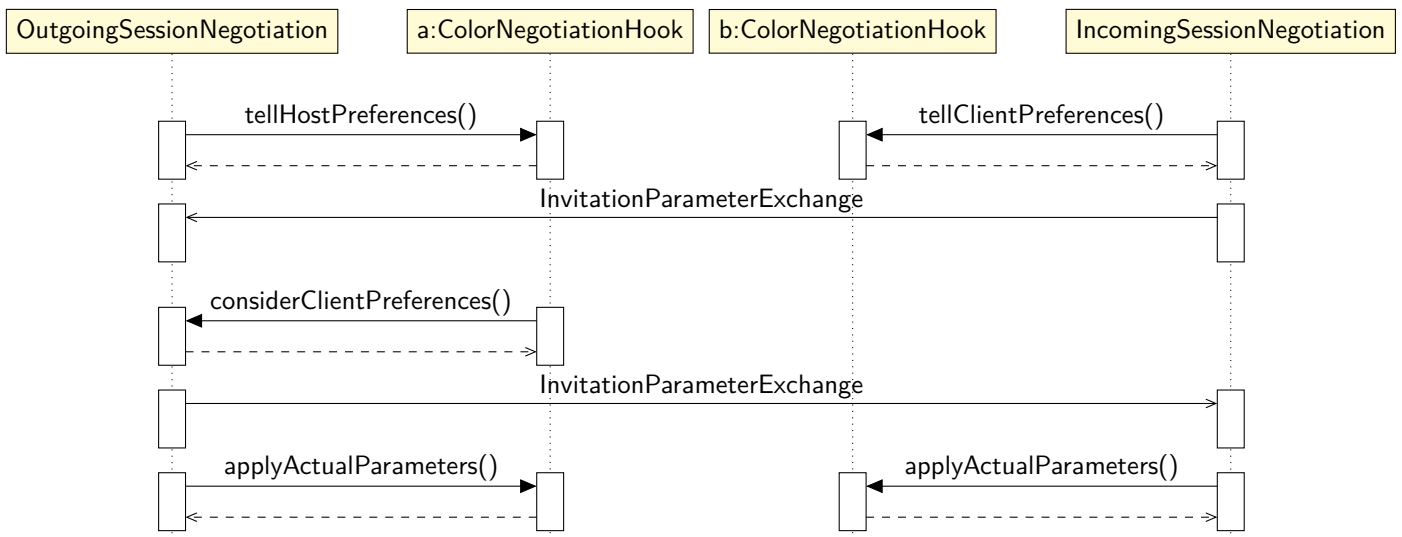 OutgoingSessionNegotiation
a:ColorNegotiationHook
b:ColorNegotiationHook
IncomingSessionNegotiation
tellHostPreferences()
tellClientPreferences()
InvitationParameterExchange
considerClientPreferences()
InvitationParameterExchange
applyActualParameters()
applyActualParameters()